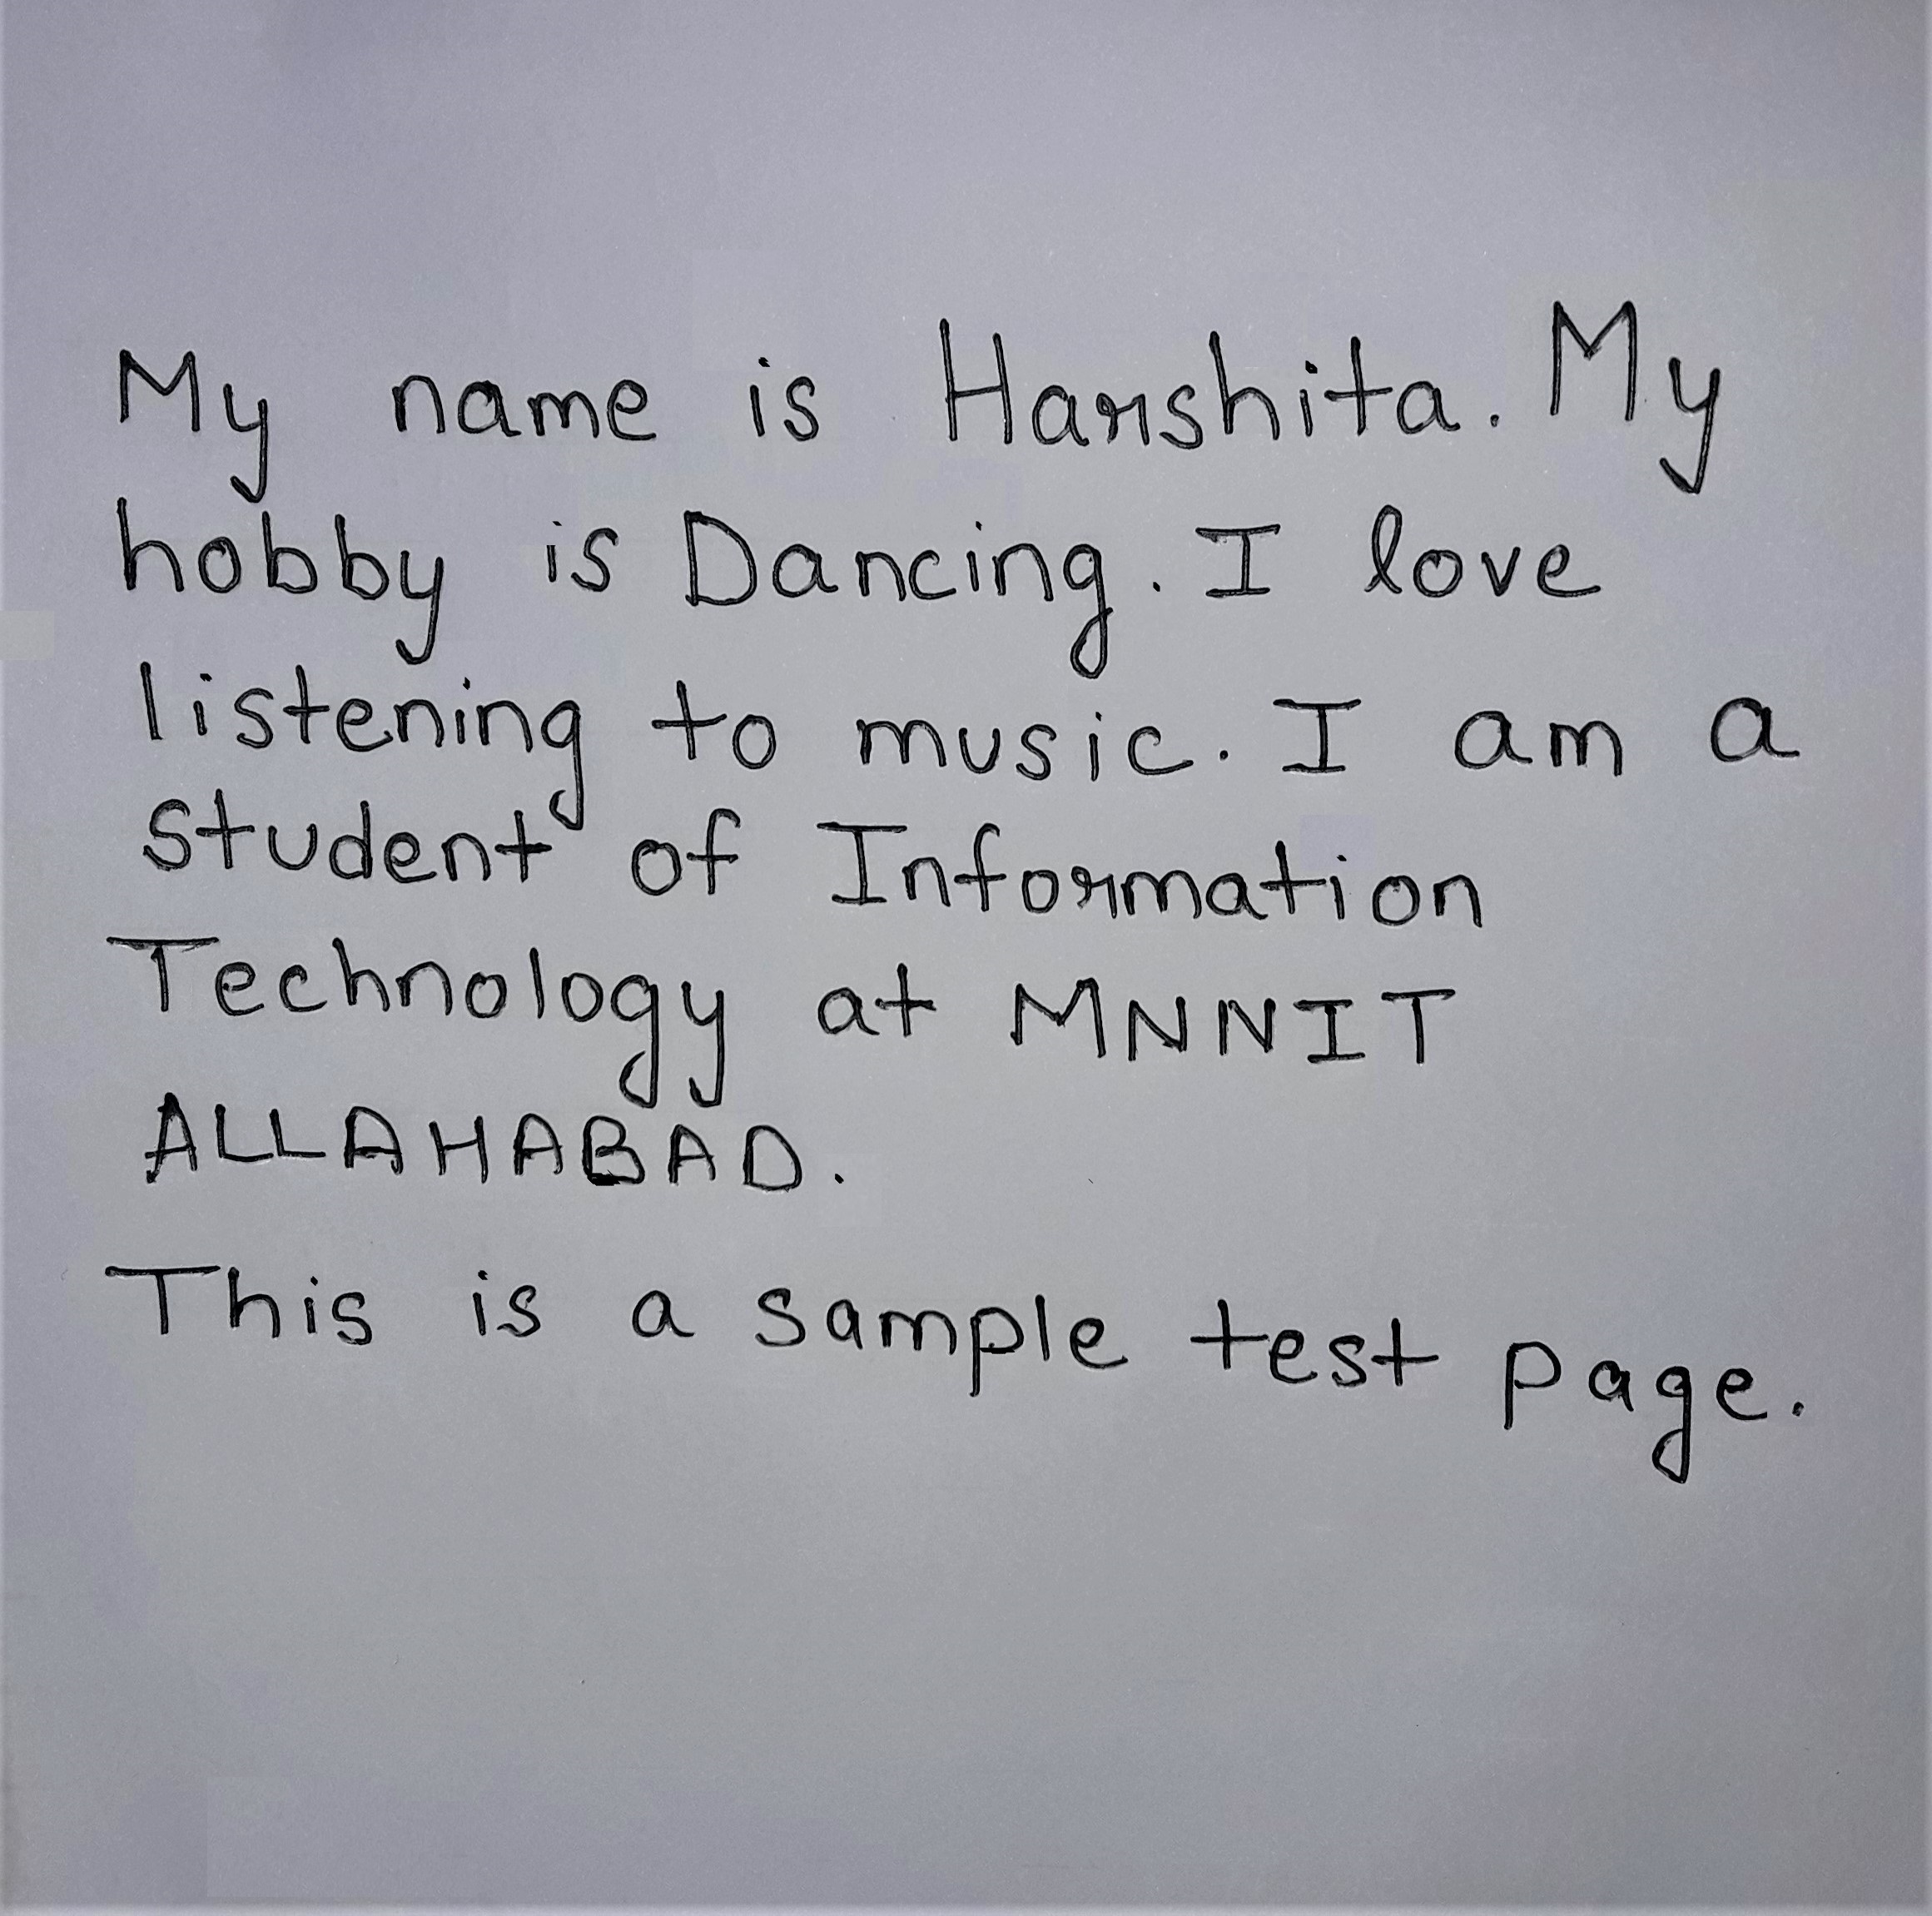 My name is Harshita. My
hobby is Dancing. I love
listening to music. I am a
student of Information
Technology at MNNIT
ALLAHABAD.
This is a sample test page.